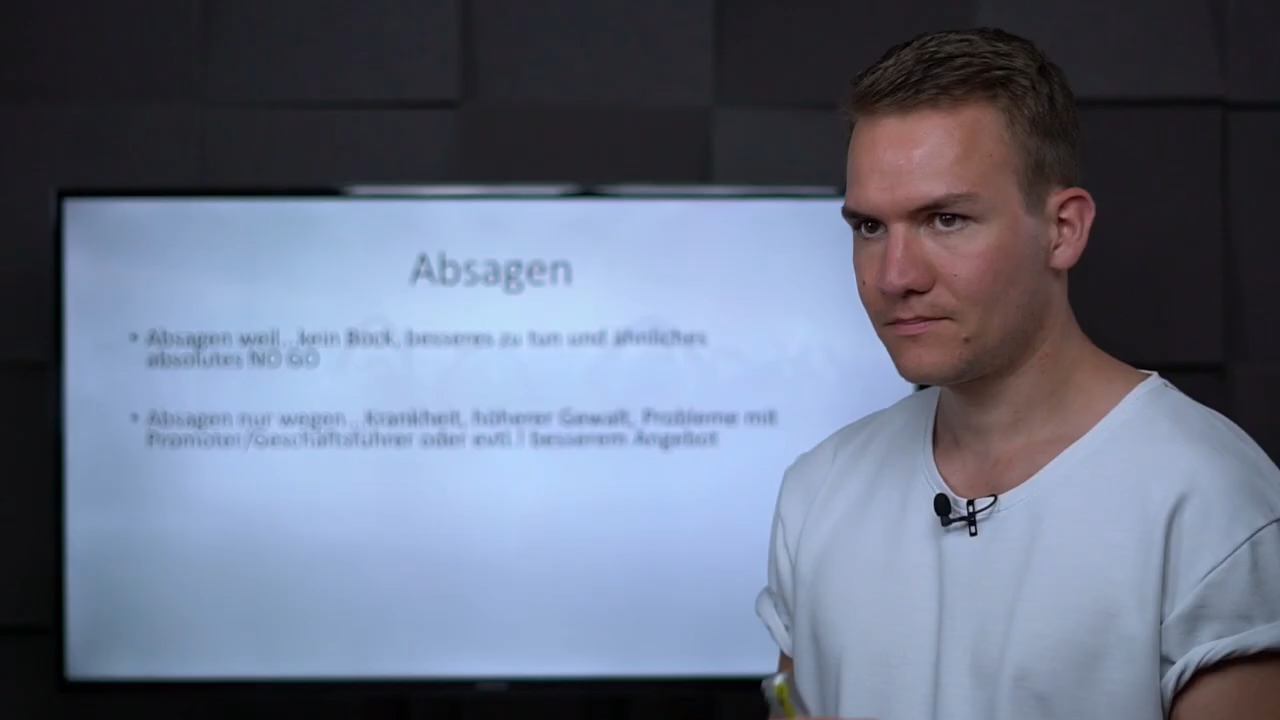 Absagen
• Absagen weil...kein Bock, besseres zu tun und ähnliches
absolutes NO GO
• Absagen nur wegen...Krankheit, höherer Gewalt, Probleme mit
Promoter/Geschäftsführer oder evtl.! besserem Angebot